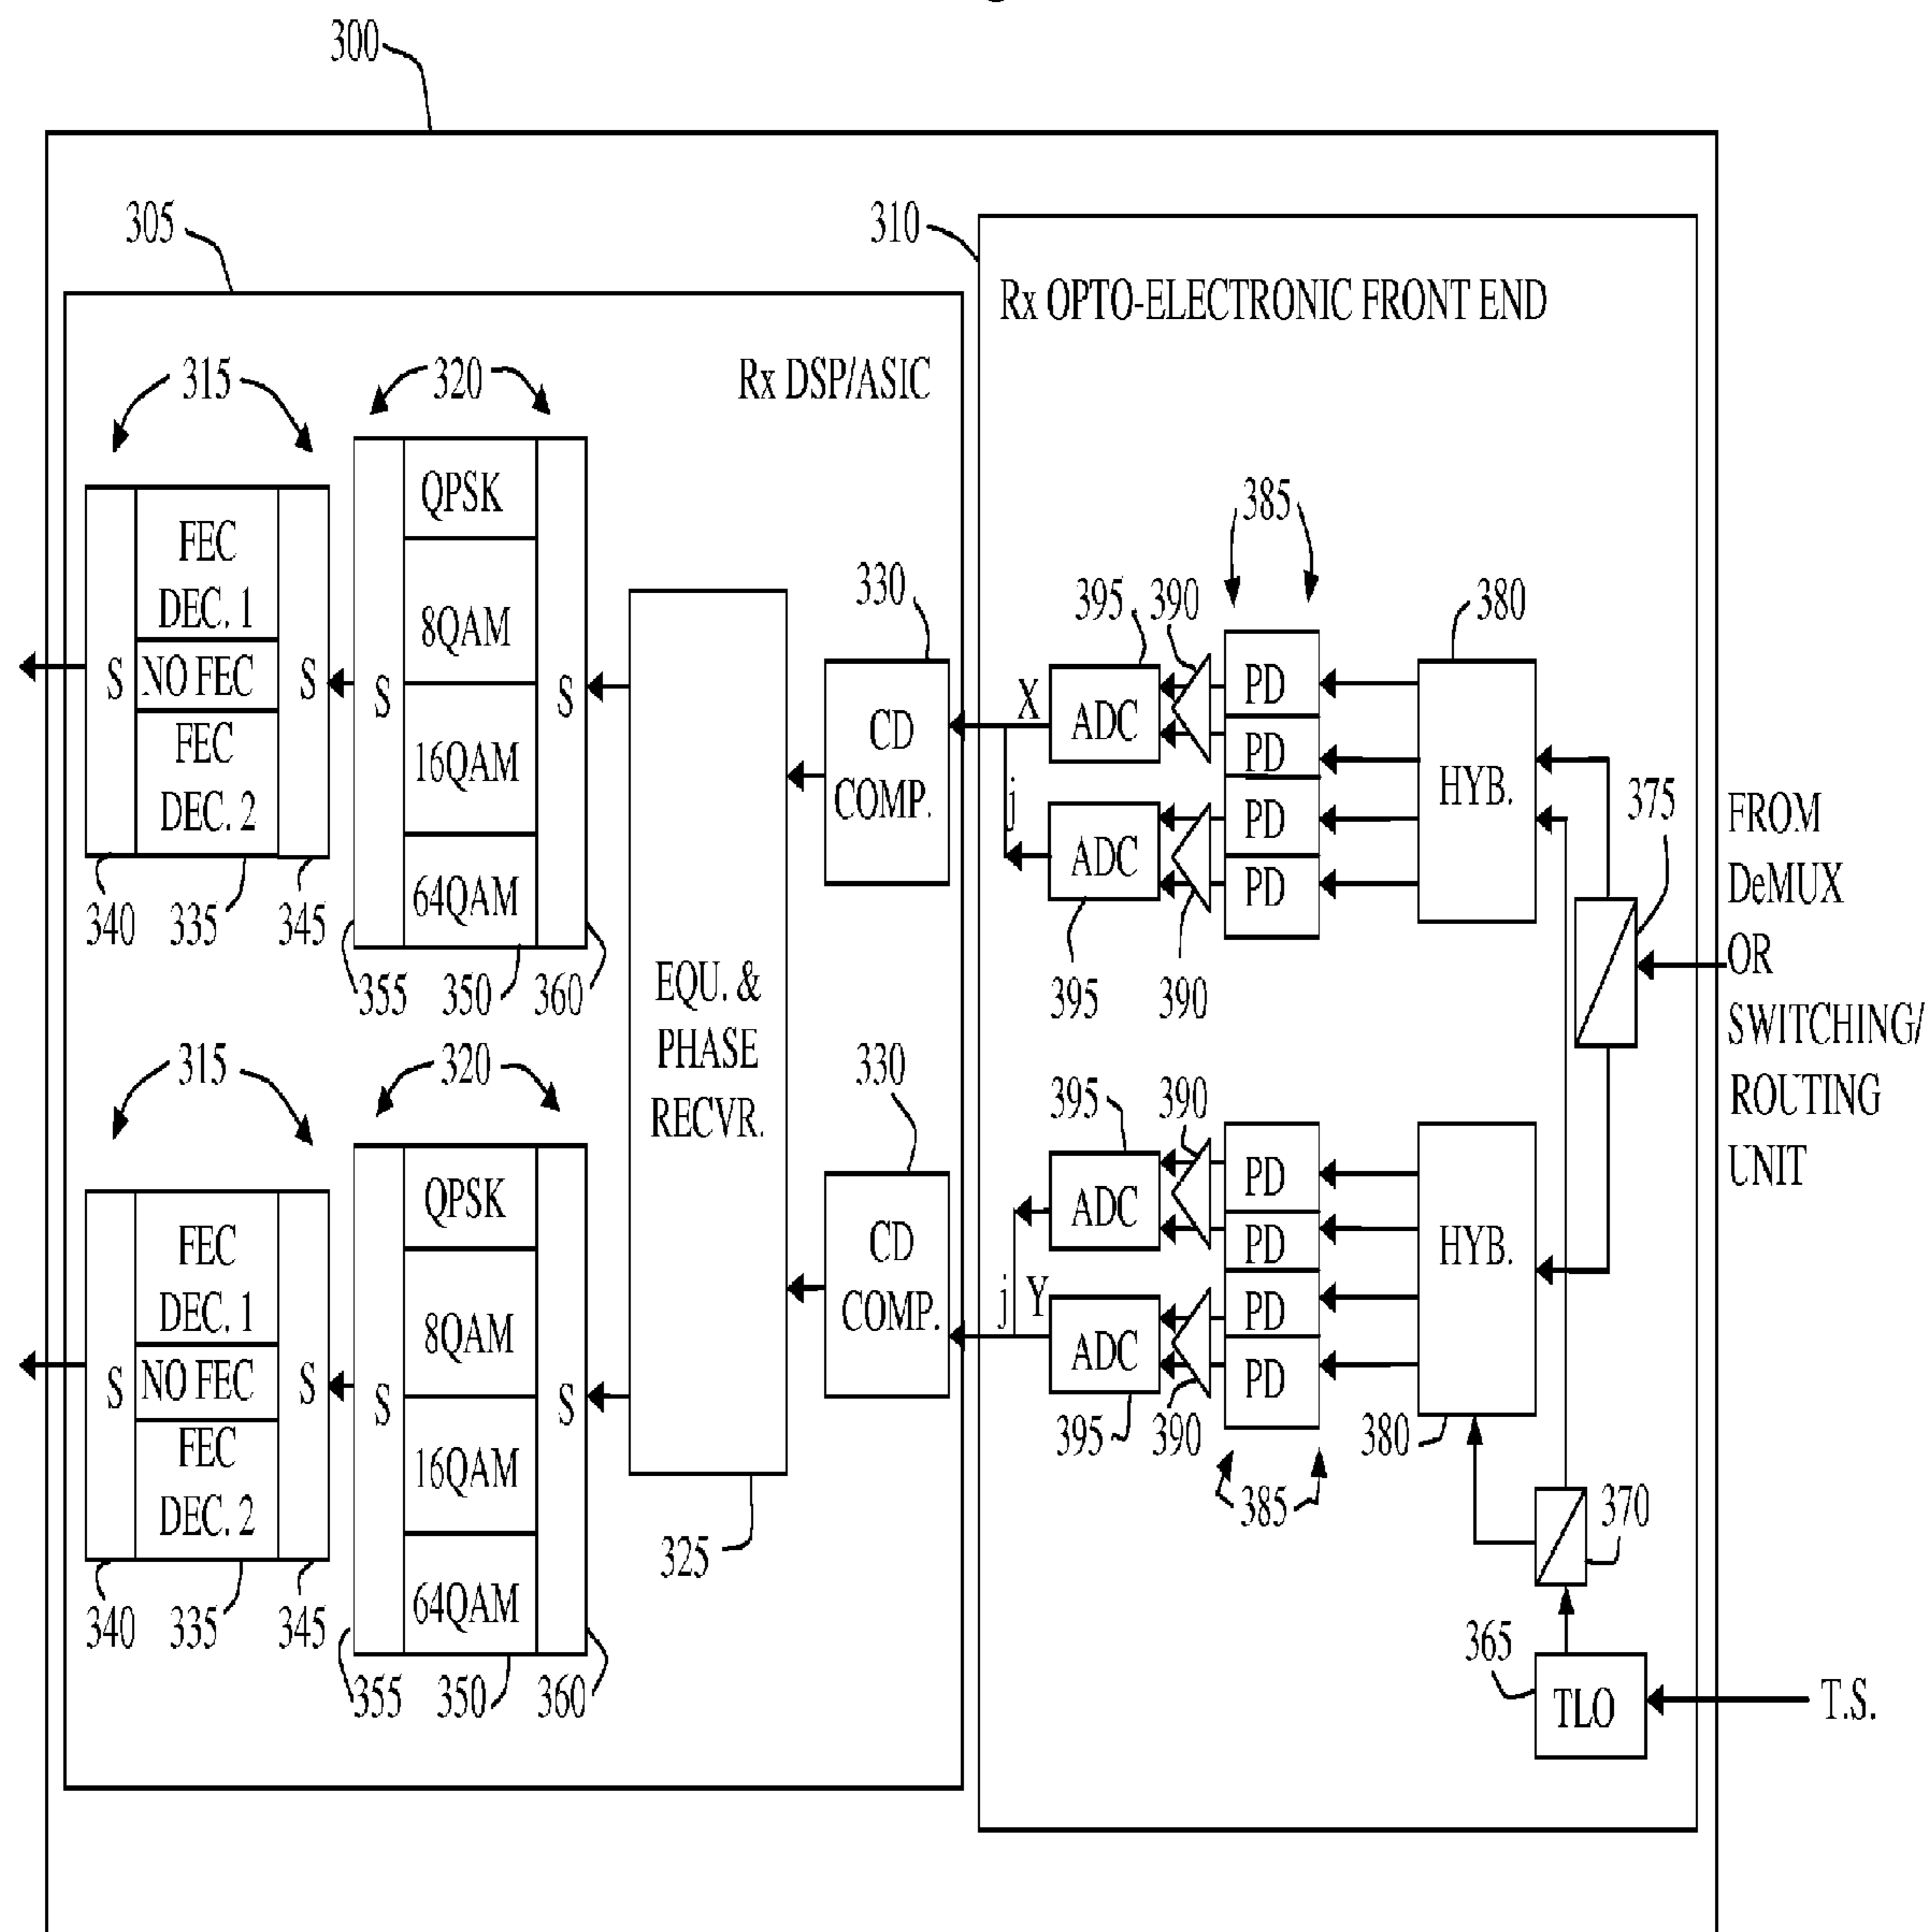 300
305
310
Rx OPTO-ELECTRONIC FRONT END
Rx DSP/ASIC
315
320
385
QPSK
8QAM
16QAM
64QAM
S
S
FEC
DEC. 1
NO FEC
FEC
DEC. 2
S
S
340
335
345
355
350
360
EQU. &
PHASE
RECVR.
325
330
CD
COMP.
X
j
395
390
ADC
ADC
395
390
PD
PD
PD
PD
380
HYB.
375
FROM
DeMUX
OR
SWITCHING/
ROUTING
UNIT
315
320
330
395
390
QPSK
8QAM
16QAM
64QAM
S
S
FEC
DEC. 1
NO FEC
FEC
DEC. 2
S
S
340
335
345
355
350
360
CD
COMP.
j
Y
ADC
ADC
395
390
PD
PD
PD
PD
385
HYB.
380
370
365
TLO
T.S.